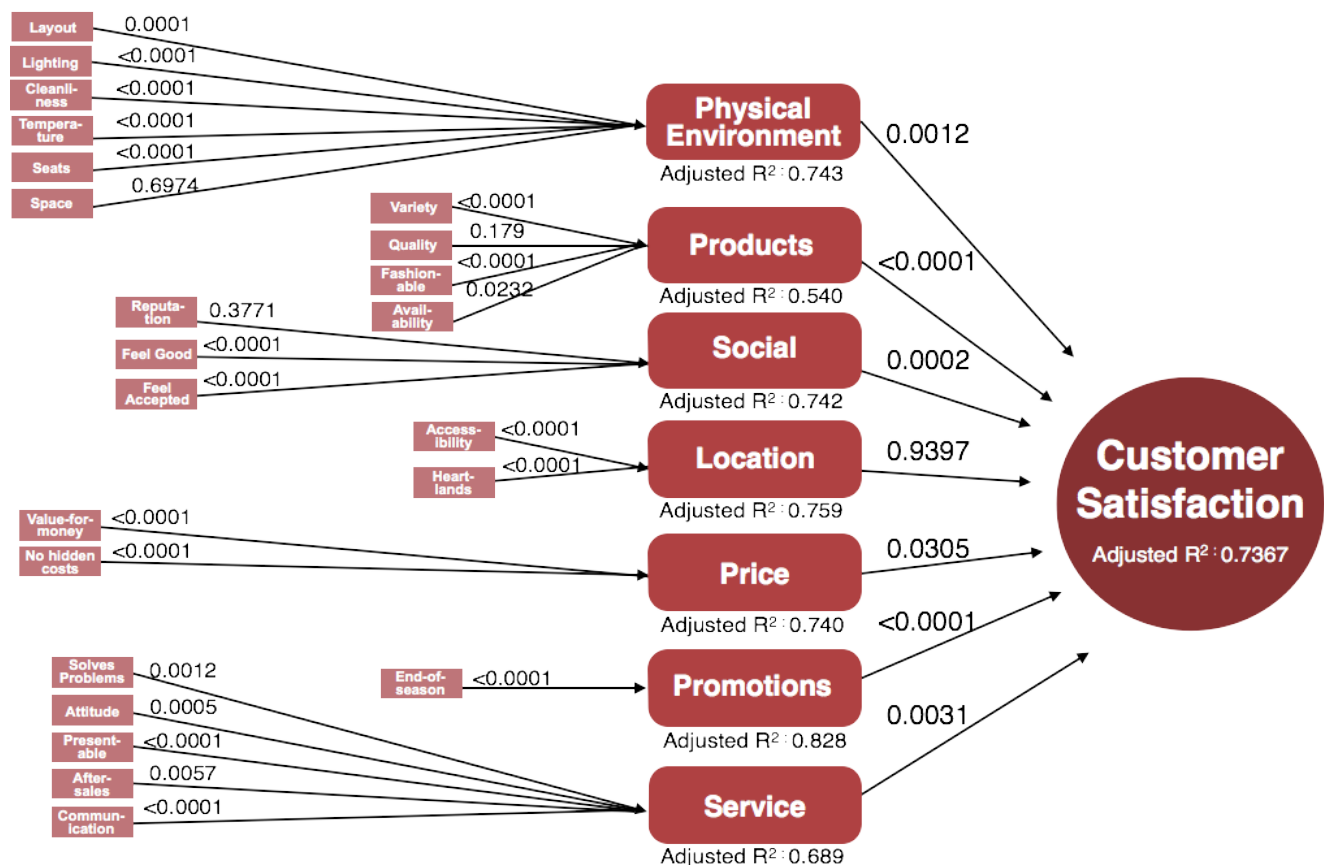 Layout
0.0001
Lighting
<0.0001
Cleanli-
ness
<0.0001
Tempera-
ture
<0.0001
Seats
<0.0001
Space
0.6974
Physical
Environment
Adjusted R²:0.743
0.0012
Variety
<0.0001
Quality
0.179
Fashion-
able
<0.0001
Avail-
ability
0.0232
Products
Adjusted R²:0.540
<0.0001
Reputa-
tion
0.3771
Feel Good
<0.0001
Feel
Accepted
<0.0001
Social
Adjusted R²:0.742
0.0002
Access-
ibility
<0.0001
Heart-
lands
<0.0001
Location
Adjusted R²:0.759
0.9397
Value-for-
money
<0.0001
No hidden
costs
<0.0001
Price
Adjusted R²:0.740
0.0305
End-of-
season
<0.0001
Promotions
Adjusted R²:0.828
<0.0001
Solves
Problems
0.0012
Attitude
0.0005
Present-
able
<0.0001
After-
sales
0.0057
Commun-
ication
<0.0001
Service
Adjusted R²:0.689
0.0031
Customer
Satisfaction
Adjusted R²:0.7367